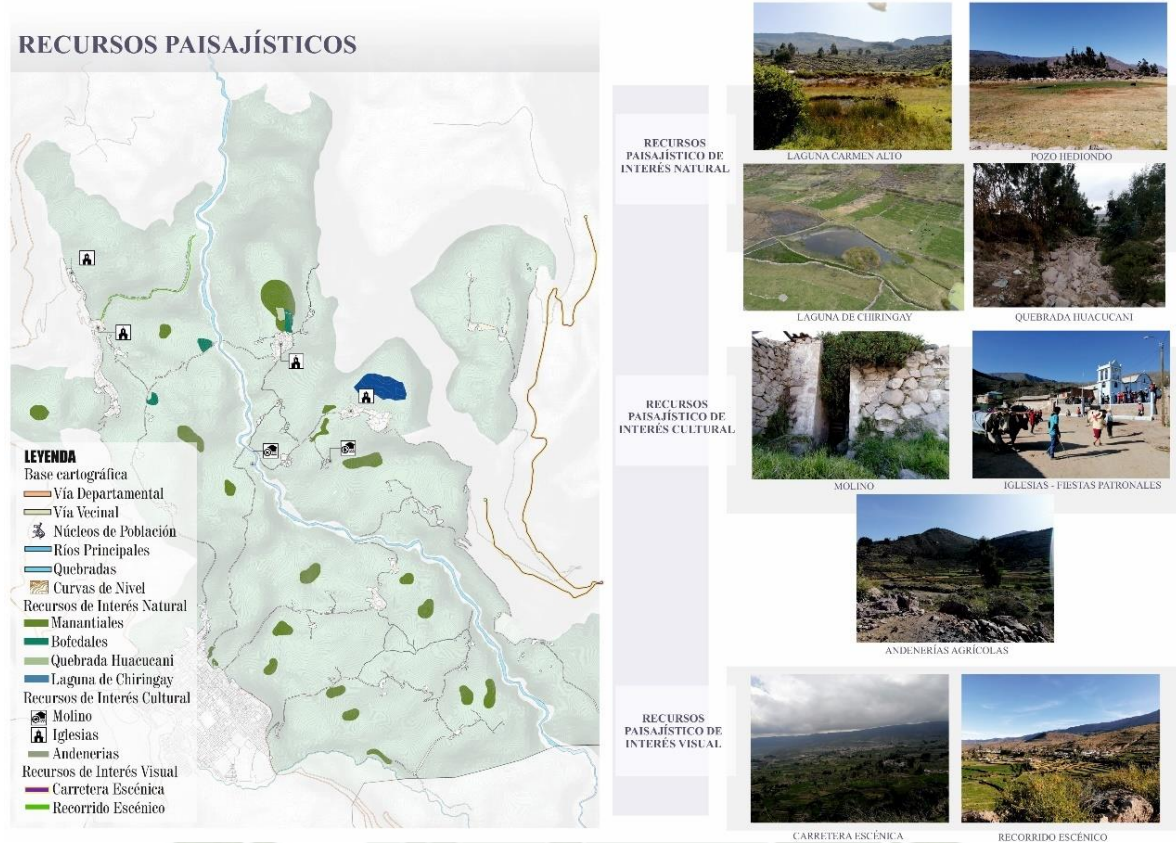 RECURSOS PAISAJÍSTICOS
LEYENDA
Base cartográfica
Vía Departamental
Vía Vecinal
Núcleos de Población
Ríos Principales
Quebradas
Curvas de Nivel
Recursos de Interés Natural
Manantiales
Bofedales
Quebrada Huacucani
Laguna de Chiringay
Recursos de Interés Cultural
Molino
Iglesias
Andenerias
Recursos de Interés Visual
Carretera Escénica
Recorrido Escénico
RECURSOS
PAISAJÍSTICO DE
INTERÉS NATURAL
LAGUNA CARMEN ALTO
POZO HEDIONDO
LAGUNA DE CHIRINGAY
QUEBRADA HUACUCANI
RECURSOS
PAISAJÍSTICO DE
INTERÉS CULTURAL
MOLINO
IGLESIAS - FIESTAS PATRONALES
ANDENERÍAS AGRÍCOLAS
RECURSOS
PAISAJÍSTICO DE
INTERÉS VISUAL
CARRETERA ESCÉNICA
RECORRIDO ESCÉNICO